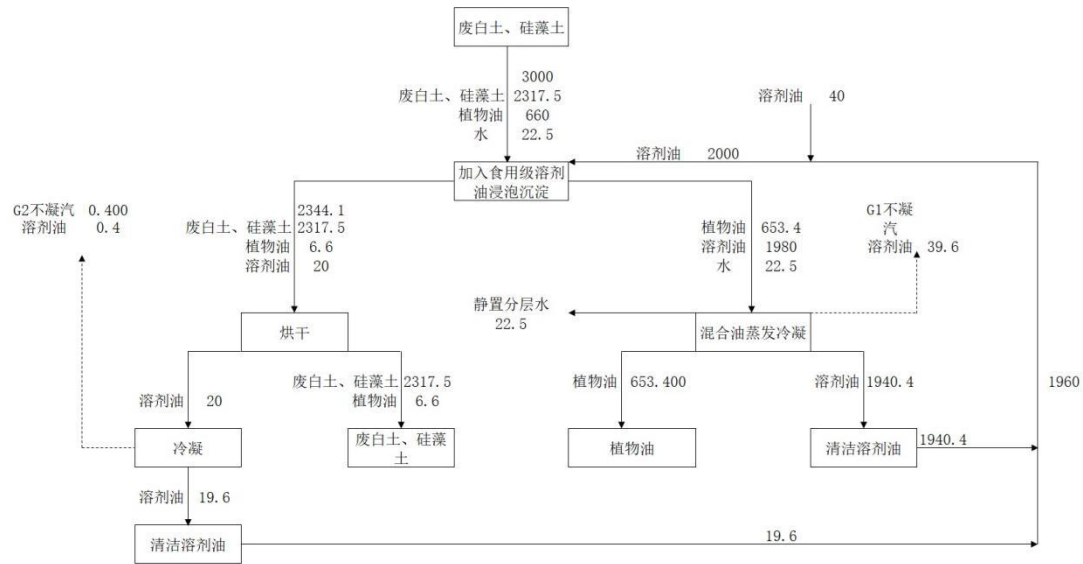 废白土、硅藻土
3000
废白土、硅藻土 2317.5
植物油 660
水 22.5
溶剂油 40
溶剂油 2000
加入食用级溶剂
油浸泡沉淀
G2不凝汽 0.400
溶剂油 0.4
2344.1
废白土、硅藻土 2317.5
植物油 6.6
溶剂油 20
植物油 653.4
溶剂油 1980
水 22.5
G1不凝
汽
溶剂油 39.6
静置分层水
22.5
烘干
混合油蒸发冷凝
溶剂油 20
废白土、硅藻土 2317.5
植物油 6.6
植物油 653.400
溶剂油 1940.4
1960
冷凝
废白土、硅藻
土
植物油
清洁溶剂油
1940.4
溶剂油 19.6
清洁溶剂油
19.6